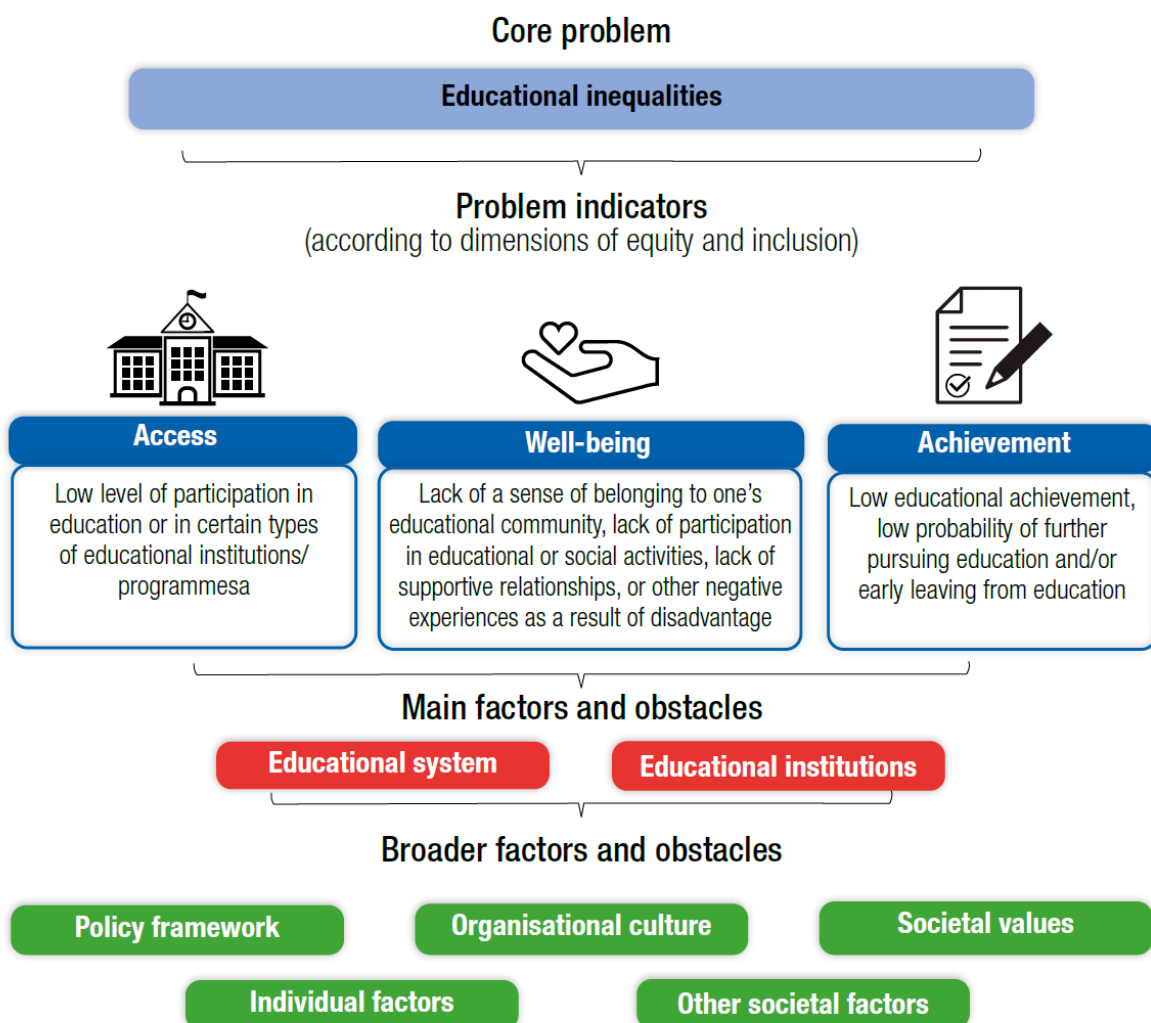 Core problem
Educational inequalities
Problem indicators
(according to dimensions of equity and inclusion)
Access
Low level of participation in
education or in certain types
of educational institutions/
programmesa
Well-being
Lack of a sense of belonging to one's
educational community, lack of participation
in educational or social activities, lack of
supportive relationships, or other negative
experiences as a result of disadvantage
Achievement
Low educational achievement,
low probability of further
pursuing education and/or
early leaving from education
Main factors and obstacles
Educational system
Educational institutions
Broader factors and obstacles
Policy framework
Organisational culture
Societal values
Individual factors
Other societal factors